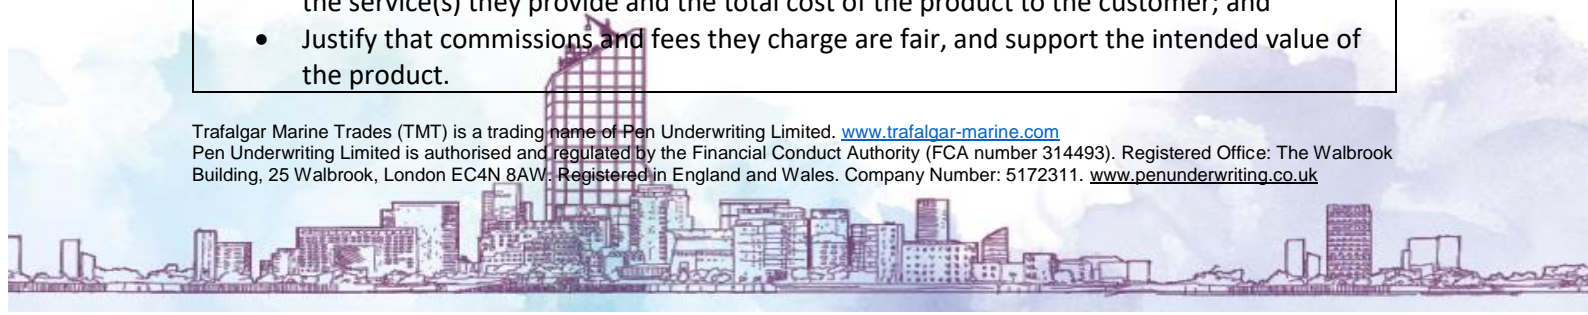 the service(s) they provide and the total cost of the product to the customer; and
• Justify that commissions and fees they charge are fair, and support the intended value of
the product.
Trafalgar Marine Trades (TMT) is a trading name of Pen Underwriting Limited. www.trafalgar-marine.com
Pen Underwriting Limited is authorised and regulated by the Financial Conduct Authority (FCA number 314493). Registered Office: The Walbrook
Building, 25 Walbrook, London EC4N 8AW. Registered in England and Wales. Company Number: 5172311. www.penunderwriting.co.uk